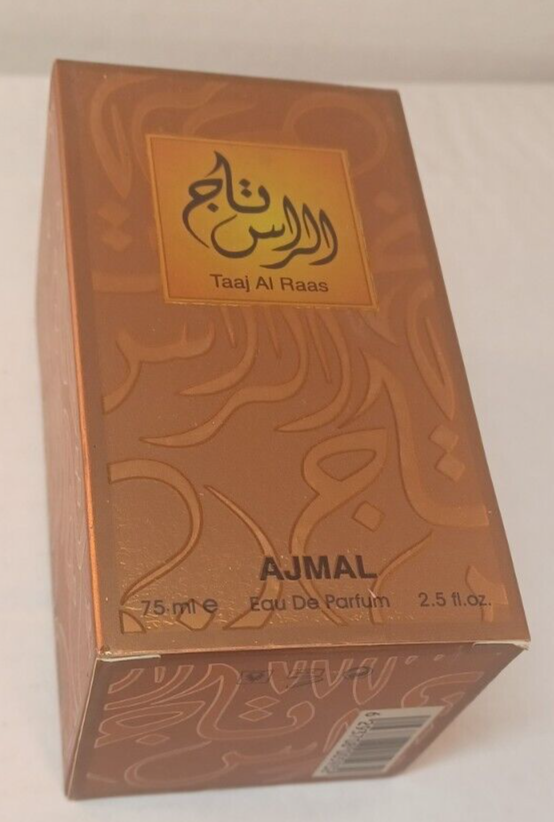 تاج
الراس
Taaj Al Raas
AJMAL
75 ml e Eau De Parfum 2.5 fl.oz.